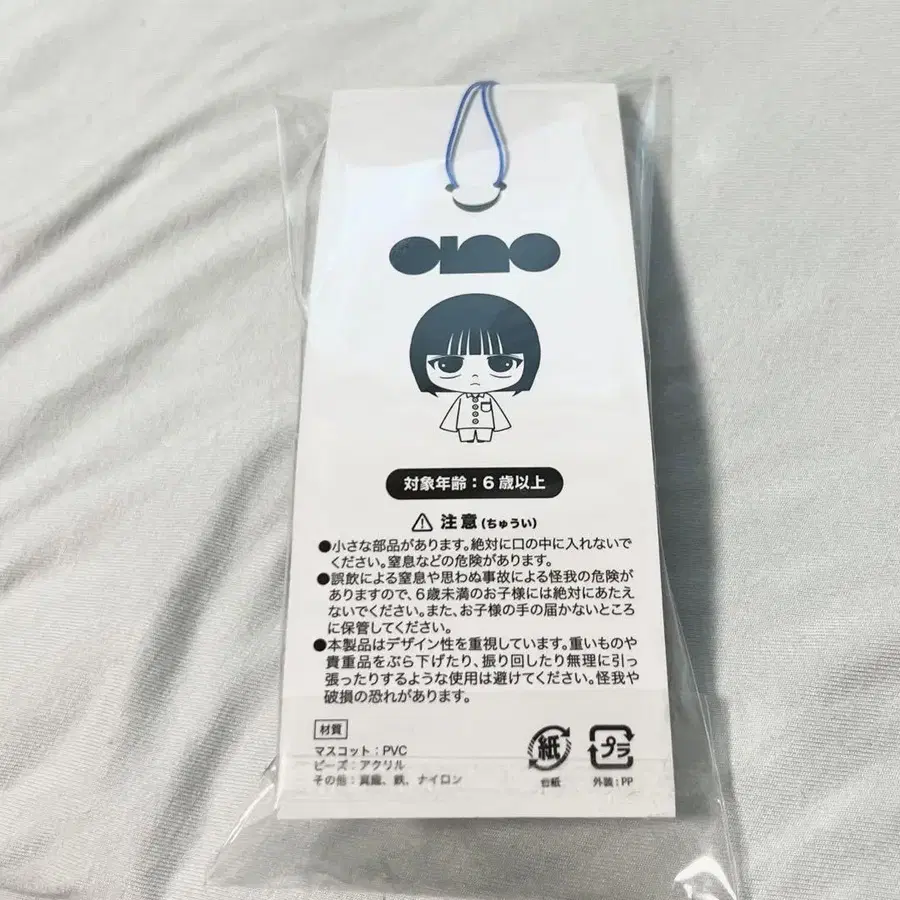 対象年齢：6 歳以上
⚠ 注意(ちゅうい)
●小さな部品があります。絶対に口の中に入れないで
ください。窒息などの危険があります。
●誤飲による窒息や思わぬ事故による怪我の危険が
ありますので、6歳未満のお子様には絶対にあたえ
ないでください。また、お子様の手の届かないところ
に保管してください。
●本製品はデザイン性を重視しています。重いものや
貴重品をぶら下げたり、振り回したり無理に引っ
張ったりするような使用は避けてください。怪我や
破損の恐れがあります。
材質
マスコット：PVC
ビーズ：アクリル
その他：真鍮、鉄、ナイロン
紙
台紙
プラ
外装：PP